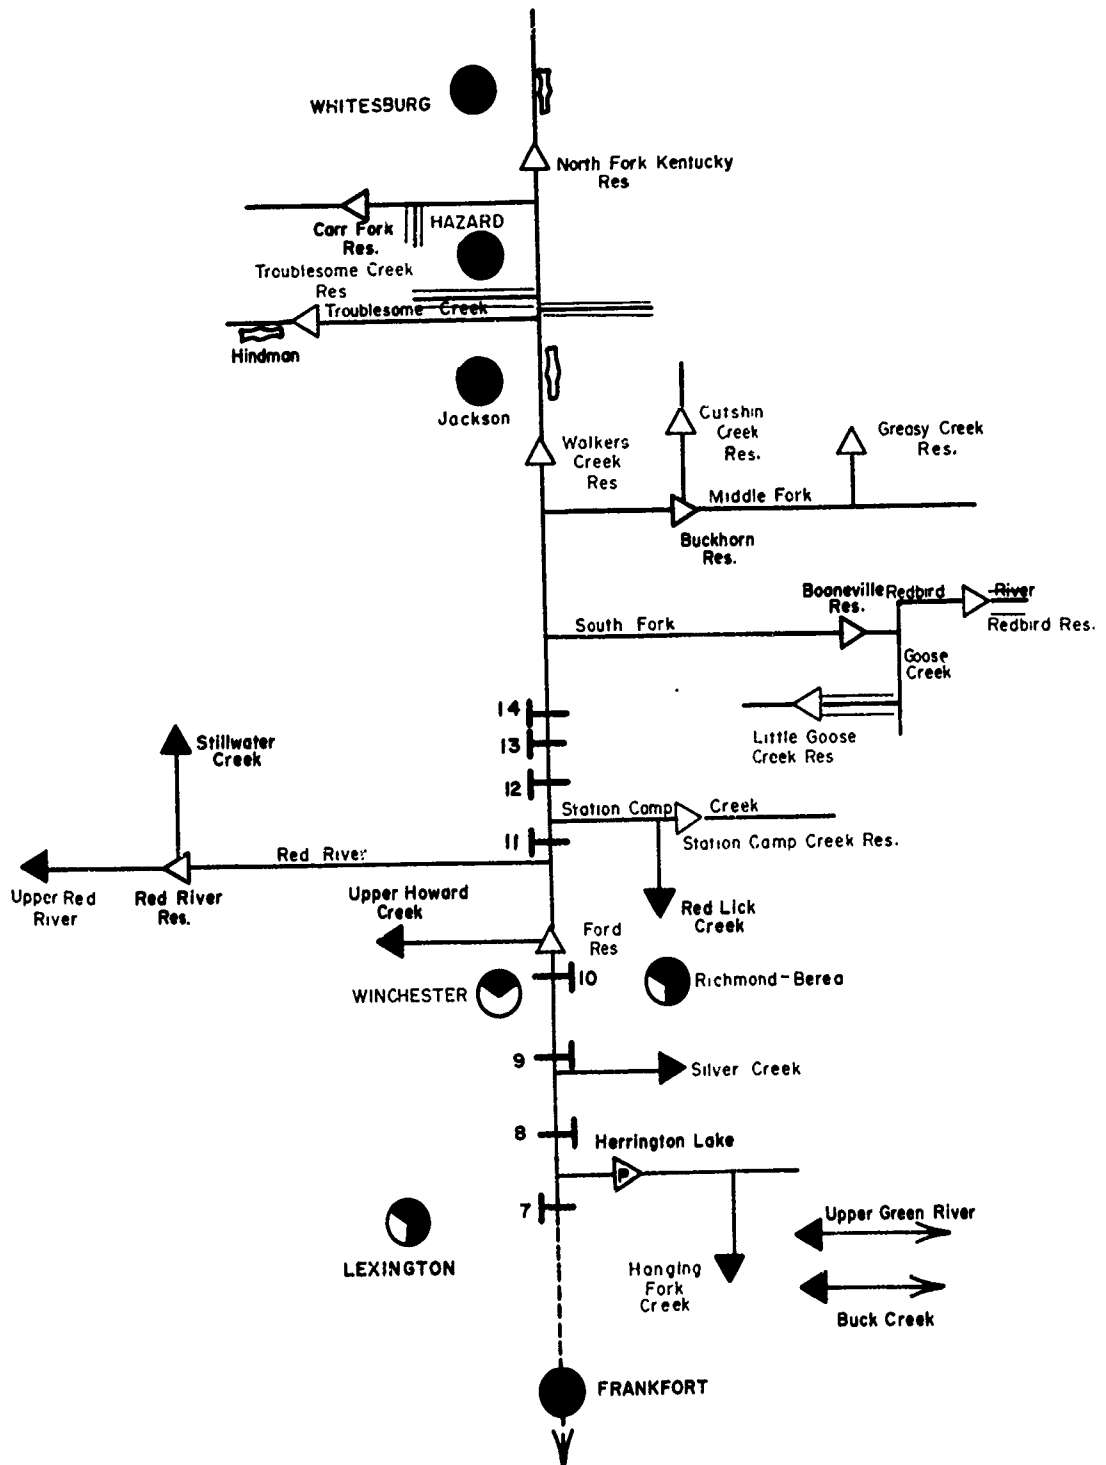 WHITESBURG
North Fork Kentucky
Res
Carr Fork
Res.
HAZARD
Troublesome Creek
Res
Troublesome Creek
Hindman
Jackson
Walkers
Creek
Res
Cutshin
Creek
Res.
Greasy Creek
Res.
Middle Fork
Buckhorn
Res.
Booneville
Res.
Redbird River
Redbird Res.
South Fork
Goose
Creek
Little Goose
Creek Res
14
13
12
11
Stillwater
Creek
Station Camp Creek
Station Camp Creek Res.
Red River
Upper Red
River
Red River
Res.
Upper Howard
Creek
Red Lick
Creek
Ford
Res
10
WINCHESTER
Richmond-Berea
9
Silver Creek
8
Herrington Lake
P
7
LEXINGTON
Hanging
Fork
Creek
Upper Green River
Buck Creek
FRANKFORT